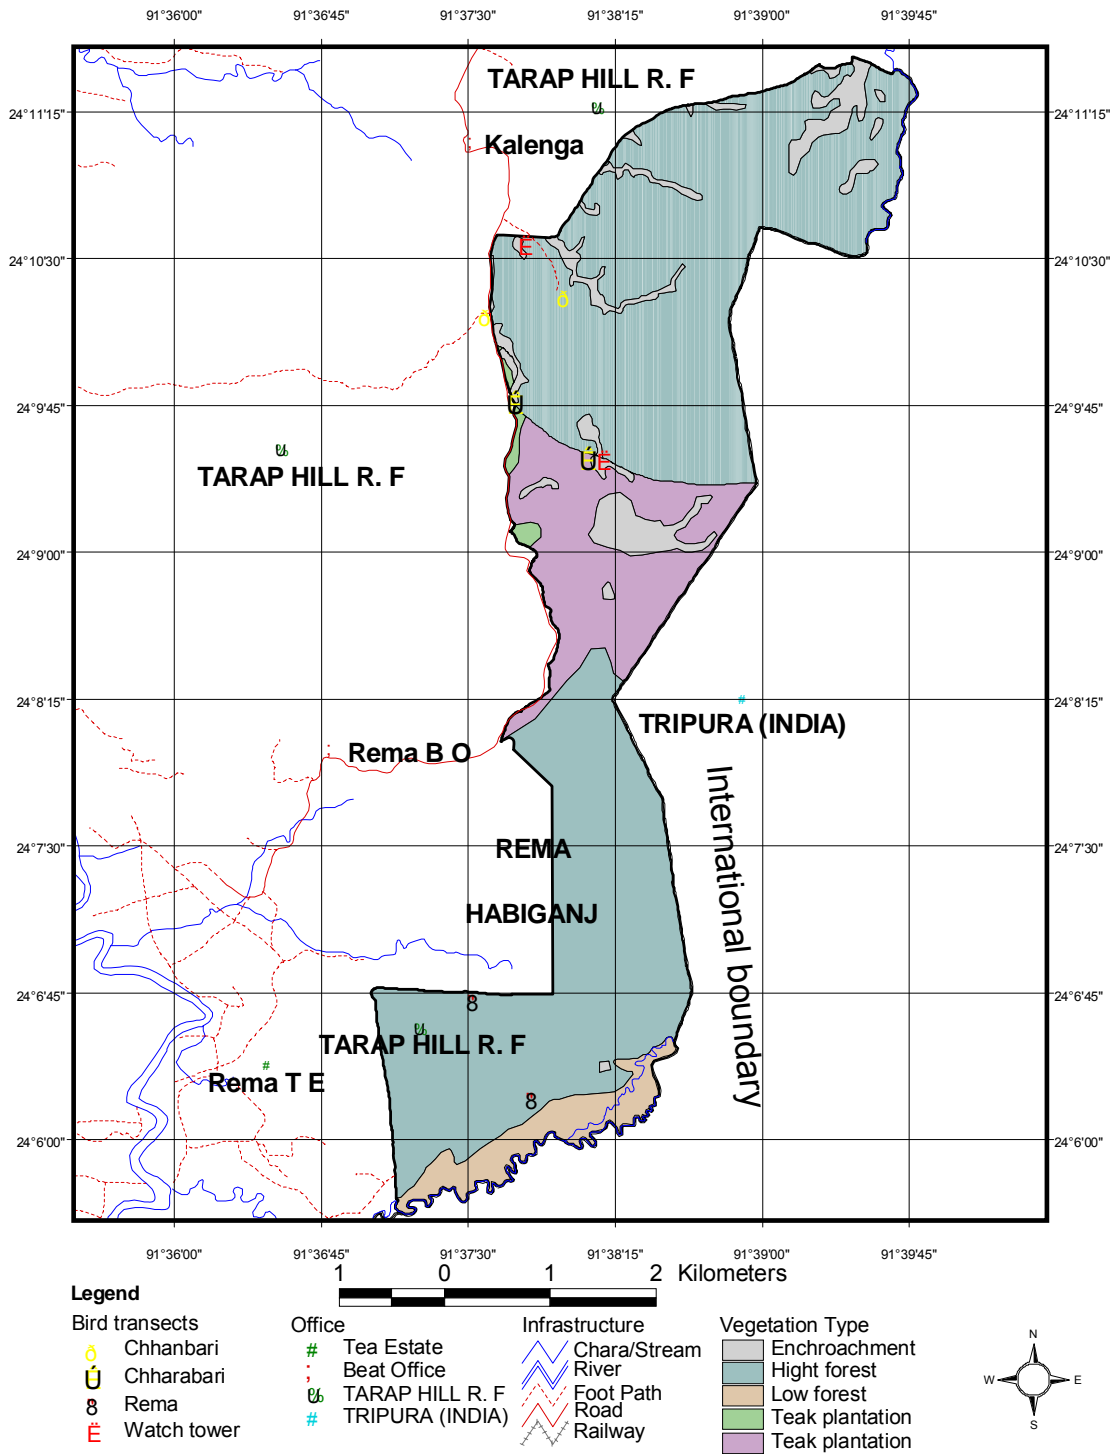 91°36'00" 91°36'45" 91°37'30" 91°38'15" 91°39'00" 91°39'45"
TARAP HILL R. F
24°11'15" 24°11'15"
Kalenga
24°10'30" 24°10'30"
24°9'45" 24°9'45"
TARAP HILL R. F
24°9'00" 24°9'00"
24°8'15" 24°8'15"
TRIPURA (INDIA)
Rema B O
International boundary
24°7'30" 24°7'30"
REMA
HABIGANJ
24°6'45" 24°6'45"
TARAP HILL R. F
Rema T E
24°6'00" 24°6'00"
91°36'00" 91°36'45" 91°37'30" 91°38'15" 91°39'00" 91°39'45"
1 0 1 2 Kilometers
Legend
Bird transects
Chhanbari
Chharabari
Rema
Watch tower
Office
# Tea Estate
Beat Office
TARAP HILL R. F
# TRIPURA (INDIA)
Infrastructure
Chara/Stream
River
Foot Path
Road
Railway
Vegetation Type
Enchroachment
Hight forest
Low forest
Teak plantation
Teak plantation
N
W E
S